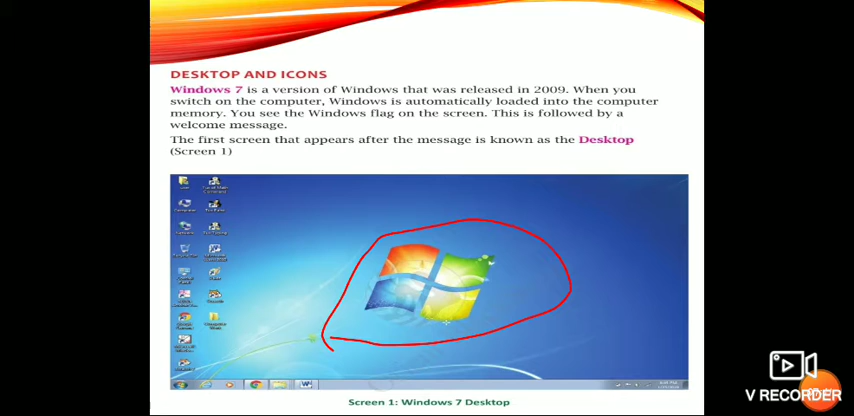 DESKTOP AND ICONS
Windows 7 is a version of Windows that was released in 2009. When you
switch on the computer, Windows is automatically loaded into the computer
memory. You see the Windows flag on the screen. This is followed by a
welcome message.
The first screen that appears after the message is known as the Desktop
(Screen 1)
Screen 1: Windows 7 Desktop
V RECORDER